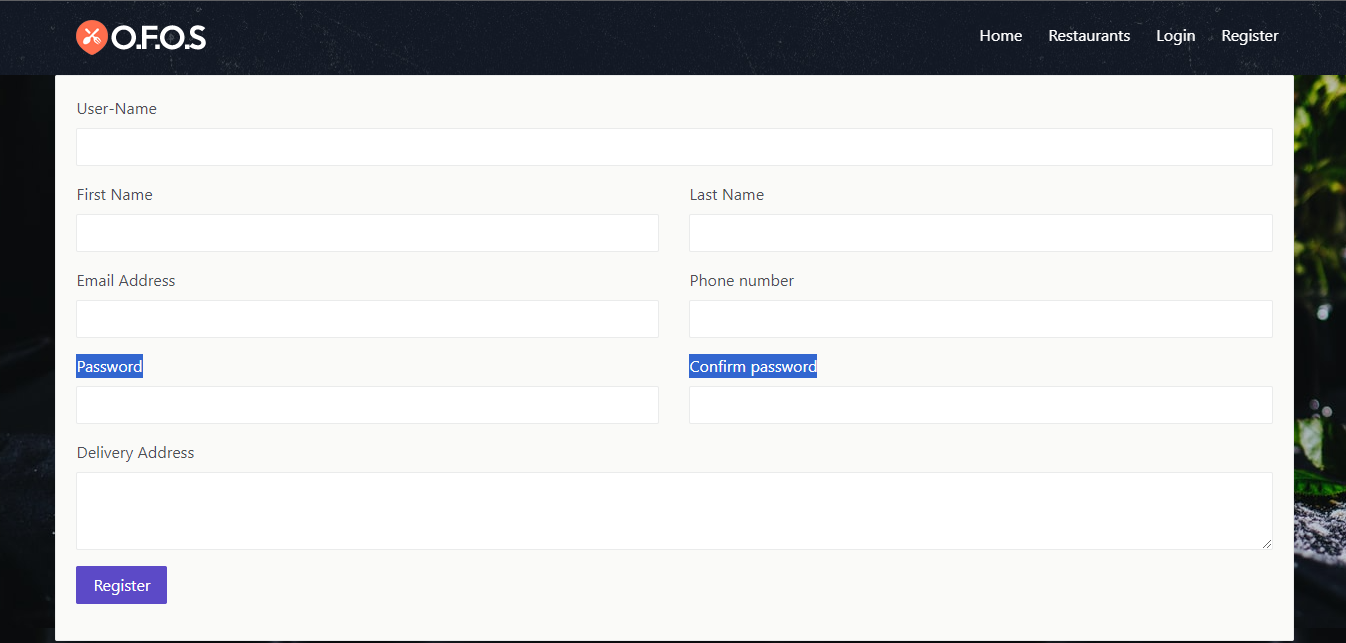 O.F.O.S
Home Restaurants Login Register
User-Name
First Name Last Name
Email Address Phone number
Password Confirm password
Delivery Address
Register